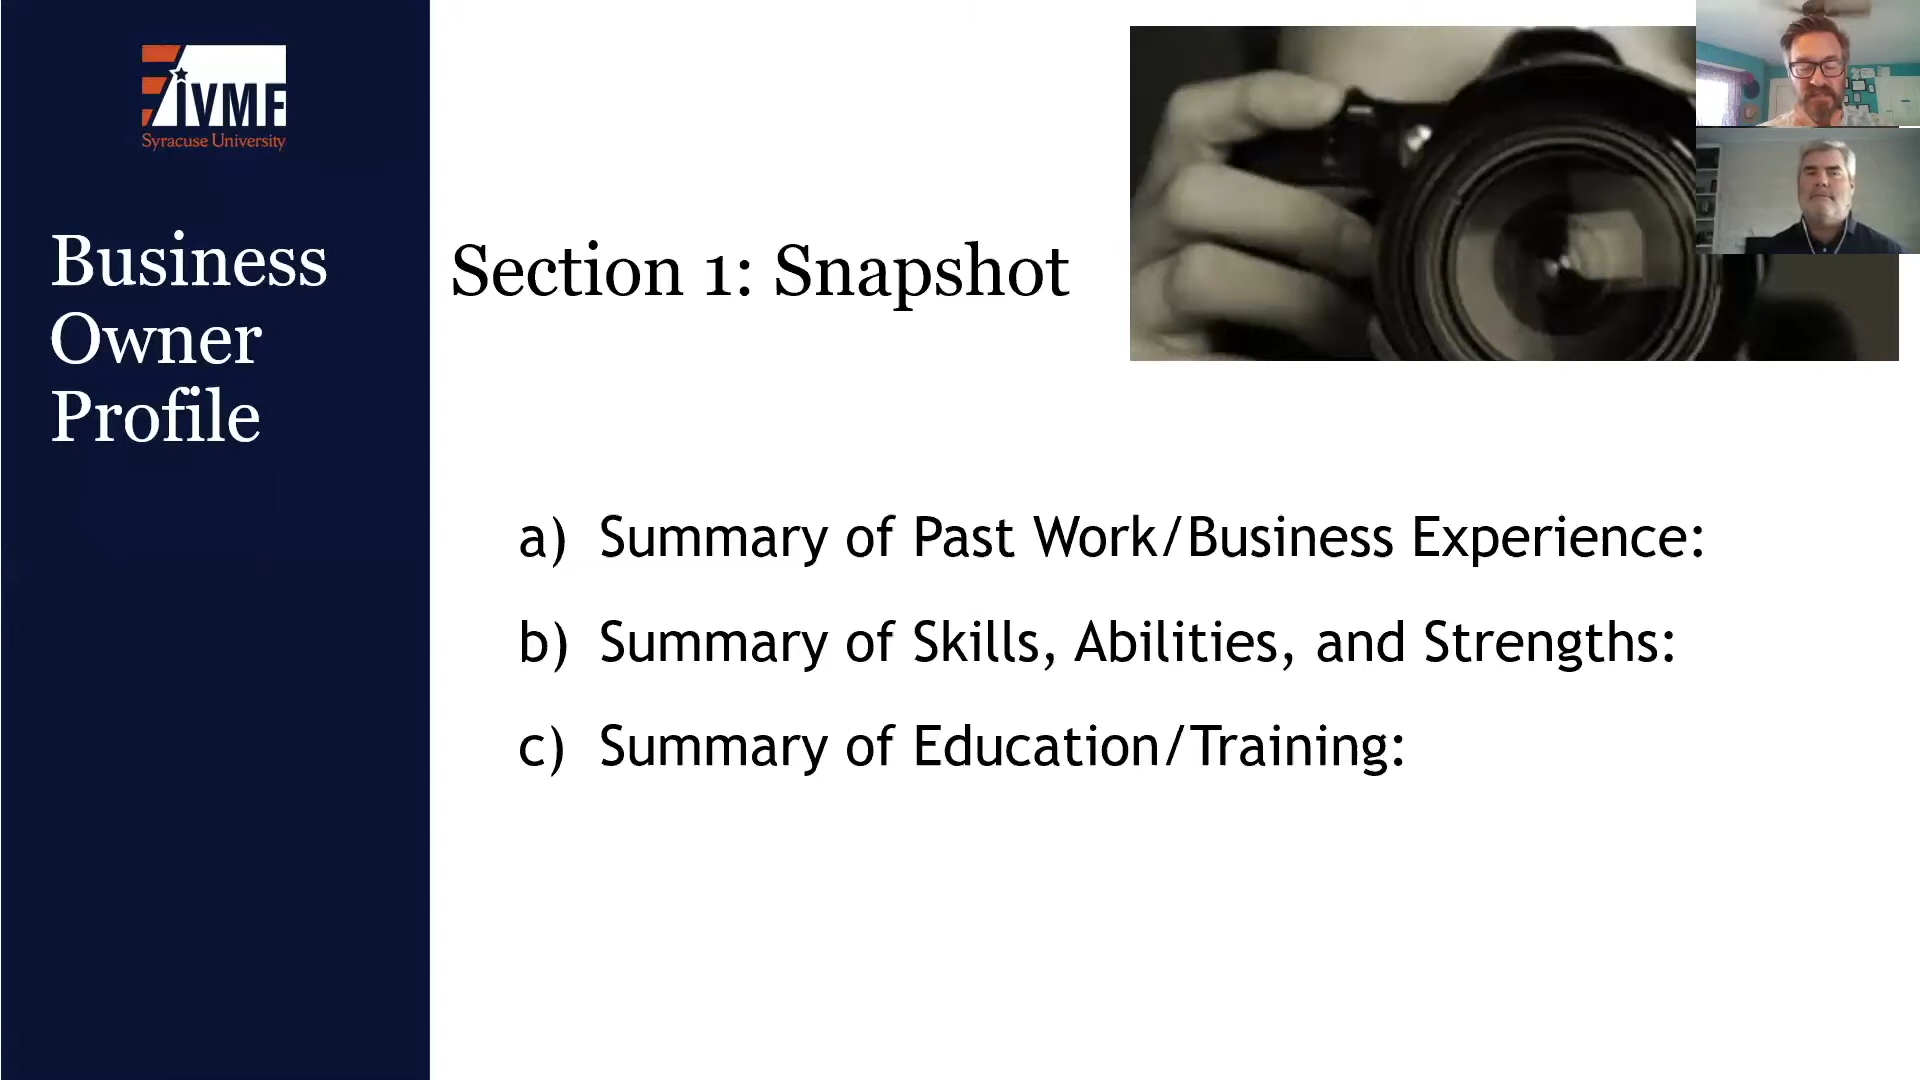 IVMF
Syracuse University
Business
Owner
Profile
Section 1: Snapshot
a) Summary of Past Work/Business Experience:
b) Summary of Skills, Abilities, and Strengths:
c) Summary of Education/Training: